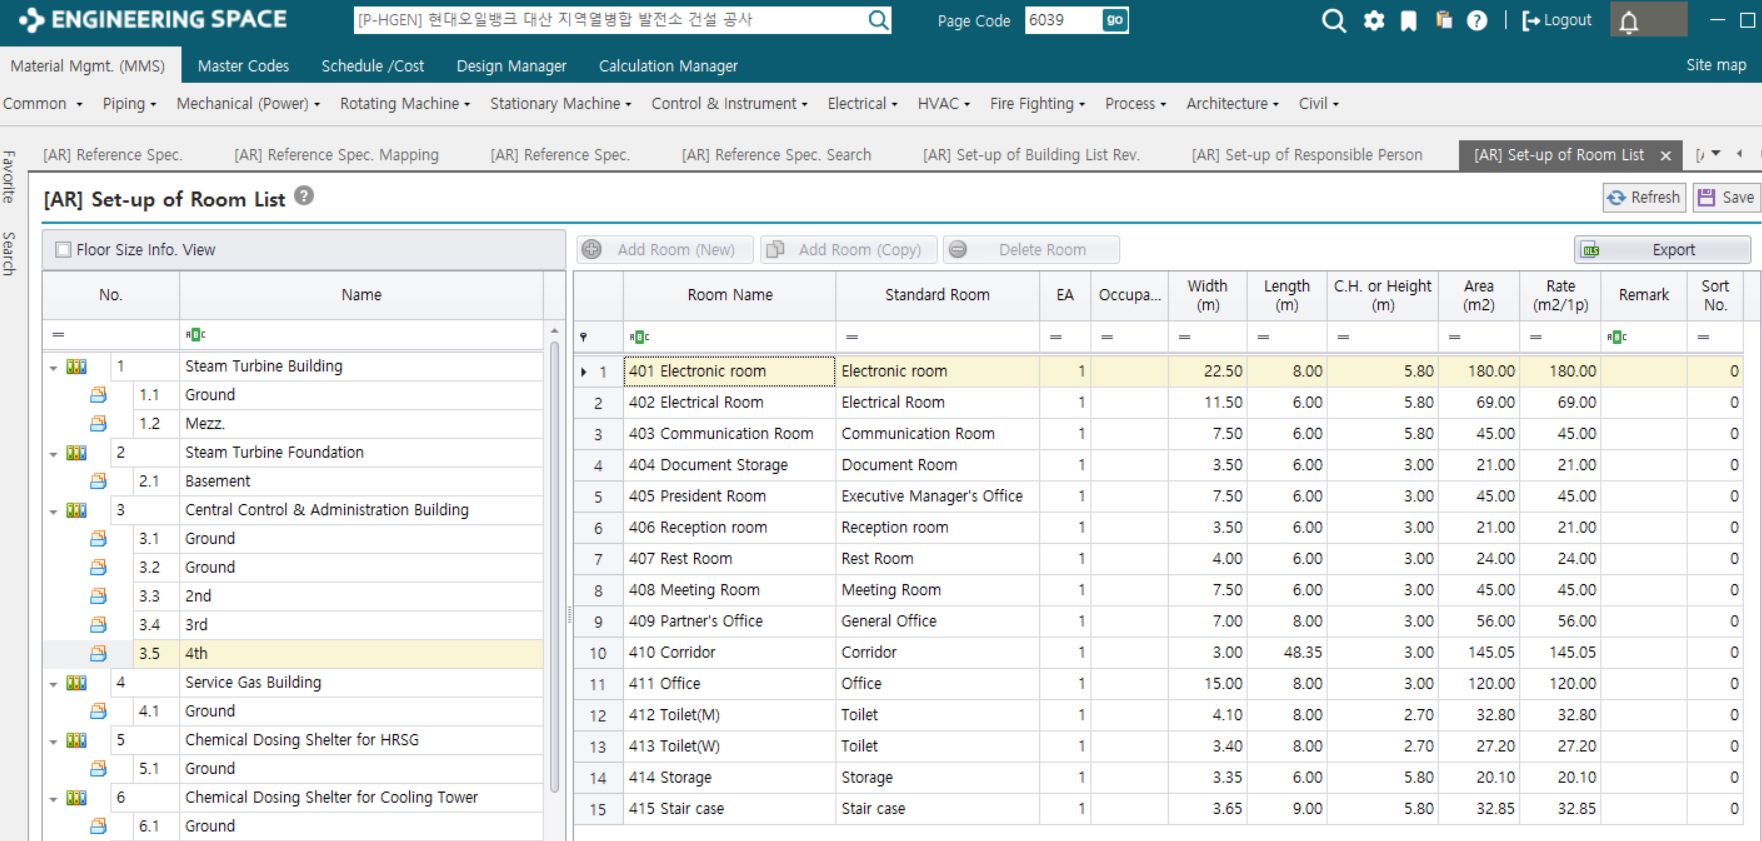 ENGINEERING SPACE [P-HGEN] 현대오일뱅크 대산 지역열병합 발전소 건설 공사 Page Code 6039 go Logout
Material Mgmt. (MMS) Master Codes Schedule /Cost Design Manager Calculation Manager Site map
Common Piping Mechanical (Power) Rotating Machine Stationary Machine Control & Instrument Electrical HVAC Fire Fighting Process Architecture Civil
Favorite
Search
[AR] Reference Spec. [AR] Reference Spec. Mapping [AR] Reference Spec. [AR] Reference Spec. Search [AR] Set-up of Building List Rev. [AR] Set-up of Responsible Person [AR] Set-up of Room List
[AR] Set-up of Room List Refresh Save
Floor Size Info. View
No. Name
= ABC
1 Steam Turbine Building
1.1 Ground
1.2 Mezz.
2 Steam Turbine Foundation
2.1 Basement
3 Central Control & Administration Building
3.1 Ground
3.2 Ground
3.3 2nd
3.4 3rd
3.5 4th
4 Service Gas Building
4.1 Ground
5 Chemical Dosing Shelter for HRSG
5.1 Ground
6 Chemical Dosing Shelter for Cooling Tower
6.1 Ground
Add Room (New) Add Room (Copy) Delete Room XLS Export
Room Name Standard Room EA Occupa... Width (m) Length (m) C.H. or Height (m) Area (m2) Rate (m2/1p) Remark Sort No.
ABC = = = = = = = = ABC =
1 401 Electronic room Electronic room 1 22.50 8.00 5.80 180.00 180.00 0
2 402 Electrical Room Electrical Room 1 11.50 6.00 5.80 69.00 69.00 0
3 403 Communication Room Communication Room 1 7.50 6.00 5.80 45.00 45.00 0
4 404 Document Storage Document Room 1 3.50 6.00 3.00 21.00 21.00 0
5 405 President Room Executive Manager's Office 1 7.50 6.00 3.00 45.00 45.00 0
6 406 Reception room Reception room 1 3.50 6.00 3.00 21.00 21.00 0
7 407 Rest Room Rest Room 1 4.00 6.00 3.00 24.00 24.00 0
8 408 Meeting Room Meeting Room 1 7.50 6.00 3.00 45.00 45.00 0
9 409 Partner's Office General Office 1 7.00 8.00 3.00 56.00 56.00 0
10 410 Corridor Corridor 1 3.00 48.35 3.00 145.05 145.05 0
11 411 Office Office 1 15.00 8.00 3.00 120.00 120.00 0
12 412 Toilet(M) Toilet 1 4.10 8.00 2.70 32.80 32.80 0
13 413 Toilet(W) Toilet 1 3.40 8.00 2.70 27.20 27.20 0
14 414 Storage Storage 1 3.35 6.00 5.80 20.10 20.10 0
15 415 Stair case Stair case 1 3.65 9.00 5.80 32.85 32.85 0